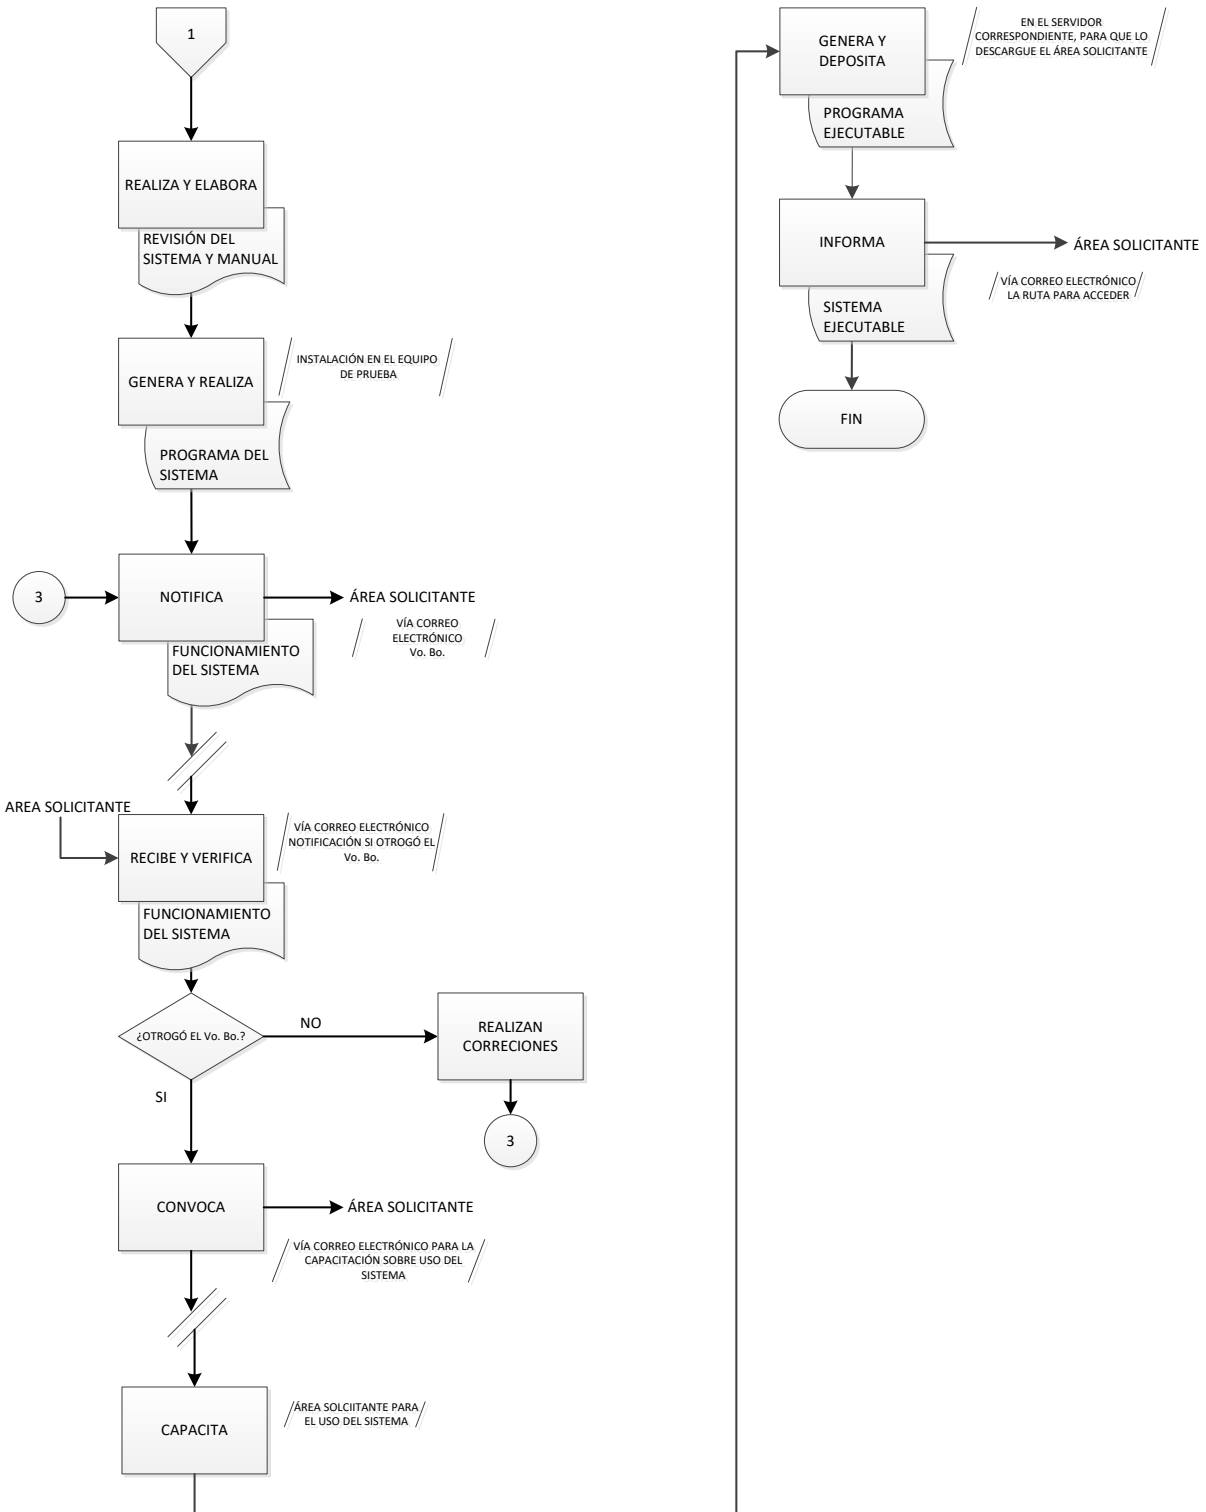 1
REALIZA Y ELABORA
REVISIÓN DEL
SISTEMA Y MANUAL
GENERA Y REALIZA
INSTALACIÓN EN EL EQUIPO
DE PRUEBA
PROGRAMA DEL
SISTEMA
3
NOTIFICA
ÁREA SOLICITANTE
VÍA CORREO
ELECTRÓNICO
Vo. Bo.
FUNCIONAMIENTO
DEL SISTEMA
AREA SOLICITANTE
RECIBE Y VERIFICA
VÍA CORREO ELECTRÓNICO
NOTIFICACIÓN SI OTROGÓ EL
Vo. Bo.
FUNCIONAMIENTO
DEL SISTEMA
¿OTROGÓ EL Vo. Bo.?
NO
REALIZAN
CORRECIONES
3
SI
CONVOCA
ÁREA SOLICITANTE
VÍA CORREO ELECTRÓNICO PARA LA
CAPACITACIÓN SOBRE USO DEL
SISTEMA
CAPACITA
ÁREA SOLCIITANTE PARA
EL USO DEL SISTEMA
GENERA Y
DEPOSITA
EN EL SERVIDOR
CORRESPONDIENTE, PARA QUE LO
DESCARGUE EL ÁREA SOLICITANTE
PROGRAMA
EJECUTABLE
INFORMA
ÁREA SOLICITANTE
VÍA CORREO ELECTRÓNICO
LA RUTA PARA ACCEDER
SISTEMA
EJECUTABLE
FIN